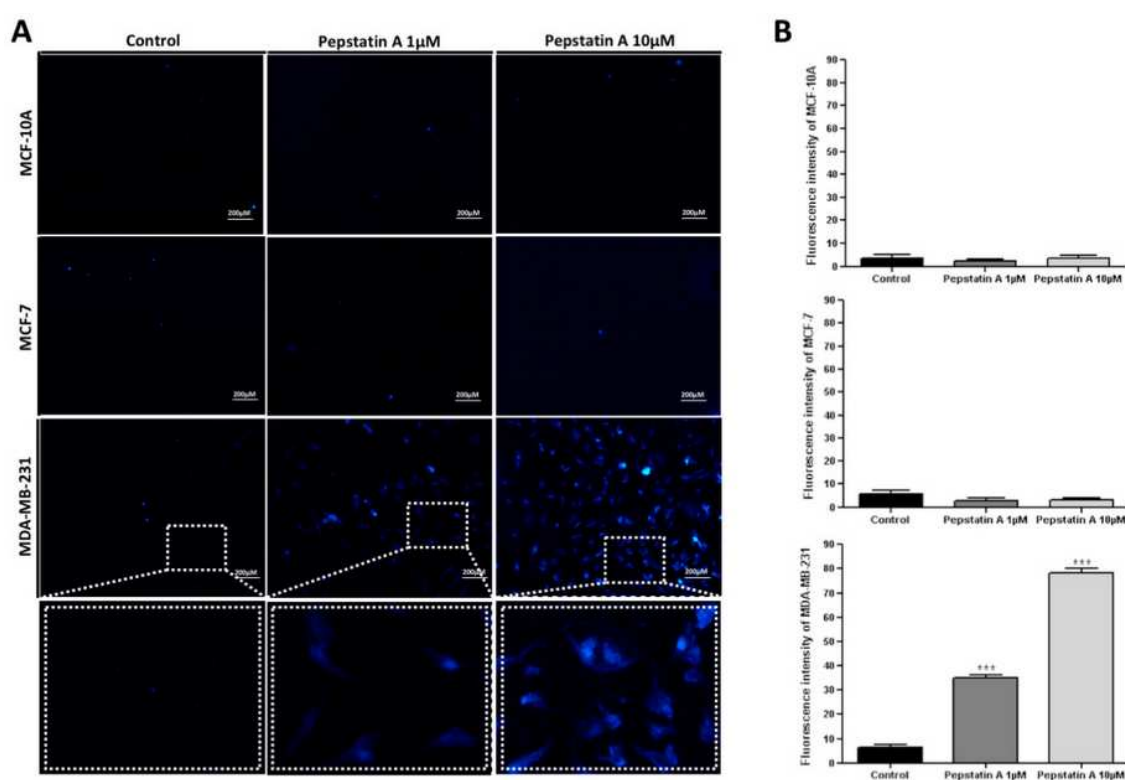 A
Control
Pepstatin A 1μM
Pepstatin A 10μM
MCF-10A
200μM
200μM
200μM
MCF-7
200μM
200μM
200μM
MDA-MB-231
200μM
200μM
200μM
B
Fluorescence intensity of MCF-10A
90
80
70
60
50
40
30
20
10
0
Control
Pepstatin A 1μM
Pepstatin A 10μM
Fluorescence intensity of MCF-7
90
80
70
60
50
40
30
20
10
0
Control
Pepstatin A 1μM
Pepstatin A 10μM
Fluorescence intensity of MDA-MB-231
90
80
70
60
50
40
30
20
10
0
***
***
Control
Pepstatin A 1μM
Pepstatin A 10μM